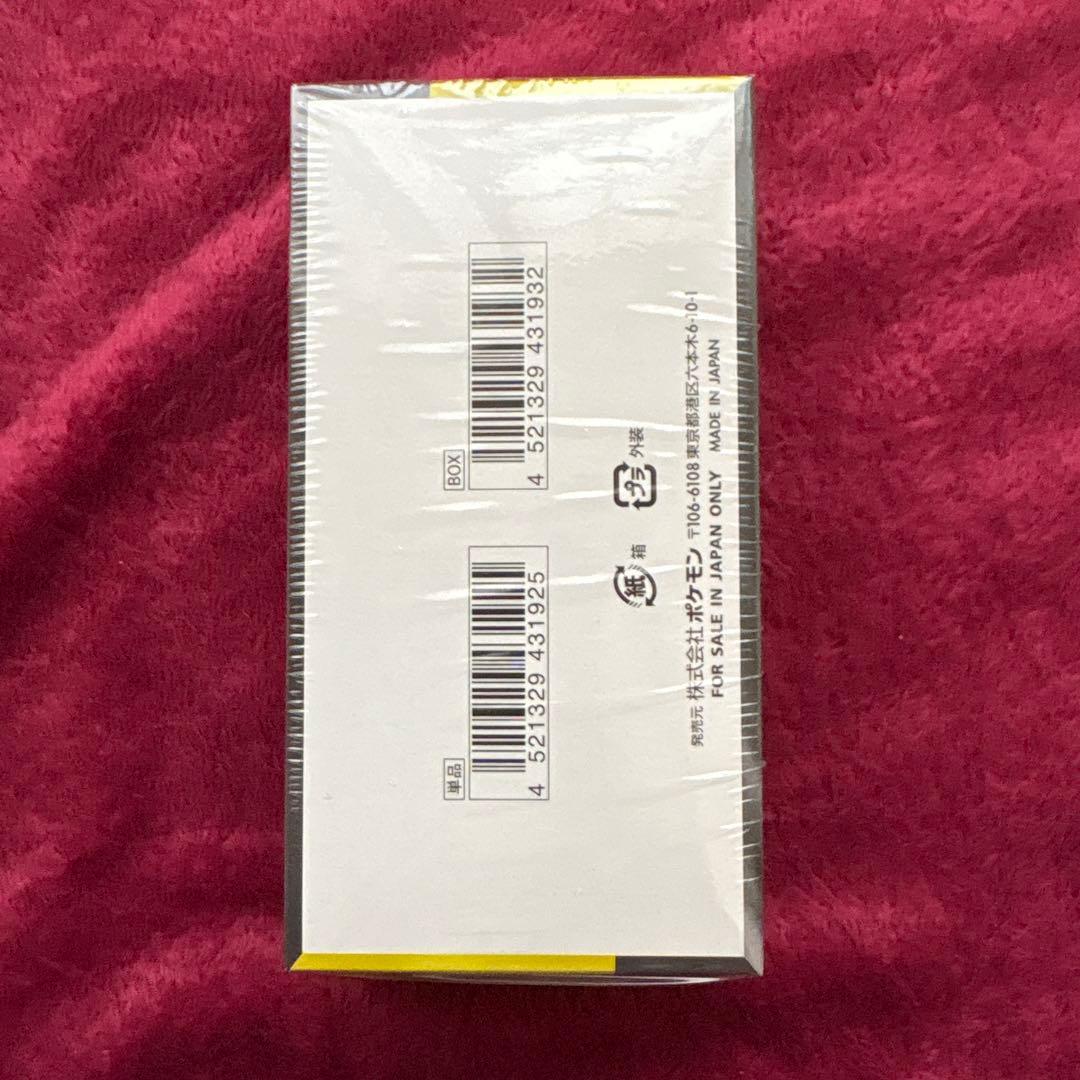 単品
4 521329 431925
BOX
4 521329 431932
紙 箱
プラ 外装
発売元 株式会社ポケモン 〒106-6108 東京都港区六本木6-10-1
FOR SALE IN JAPAN ONLY MADE IN JAPAN